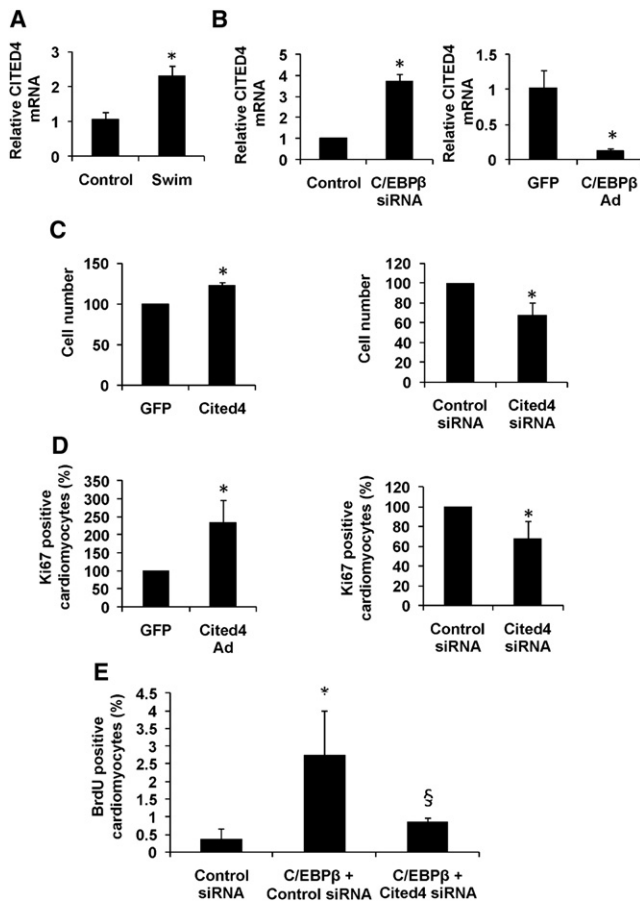 A
Relative CITED4
mRNA
3
2
1
0
*
Control
Swim
B
Relative CITED4
mRNA
5
4
3
2
1
0
*
Control
C/EBPβ
siRNA
Relative CITED4
mRNA
1.5
1
0.5
0
*
GFP
C/EBPβ
Ad
C
Cell number
150
125
100
75
50
25
0
*
GFP
Cited4
Cell number
120
100
80
60
40
20
0
*
Control
siRNA
Cited4
siRNA
D
Ki67 positive
cardiomyocytes (%)
350
300
250
200
150
100
50
0
*
GFP
Cited4
Ad
Ki67 positive
cardiomyocytes (%)
120
100
80
60
40
20
0
*
Control
siRNA
Cited4
siRNA
E
BrdU positive
cardiomyocytes (%)
4.5
4
3.5
3
2.5
2
1.5
1
0.5
0
*
§
Control
siRNA
C/EBPβ +
Control siRNA
C/EBPβ +
Cited4 siRNA